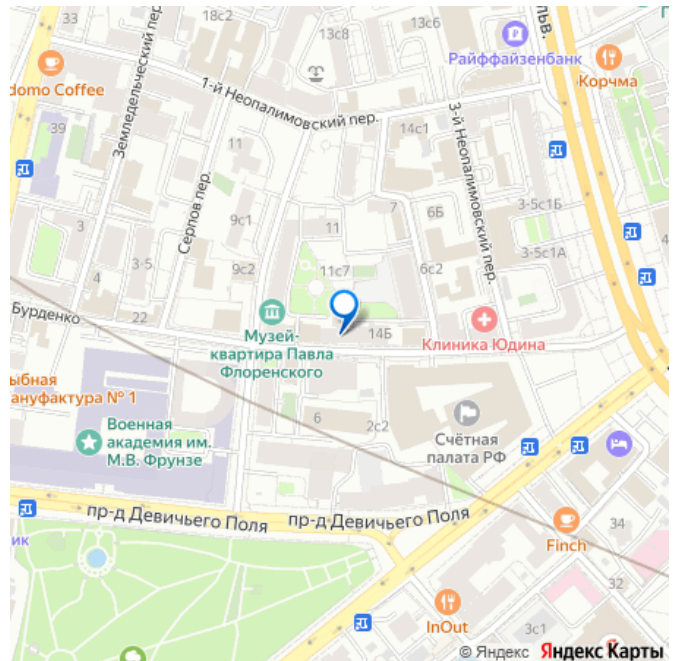 33
18с2
13с8
13с6
льв.
Райффайзенбанк
Корчма
domo Coffee
Земледельческий пер.
1-й Неопалимовский пер.
3-й Неопалимовский пер.
14с1
39
11
Серпов пер.
9с1
11
7
6Б
3-5с1Б
3
3-5
4
9с2
11с7
6с2
3-5с1А
4
Бурденко
22
Музей-
квартира Павла
Флоренского
14Б
Клиника Юдина
ыбная
ануфактура № 1
Военная
академия им.
М.В. Фрунзе
6
2с2
Счётная
палата РФ
пр-д Девичьего Поля
пр-д Девичьего Поля
ик
34
Finch
32
InOut
3с1
© Яндекс Яндекс Карты